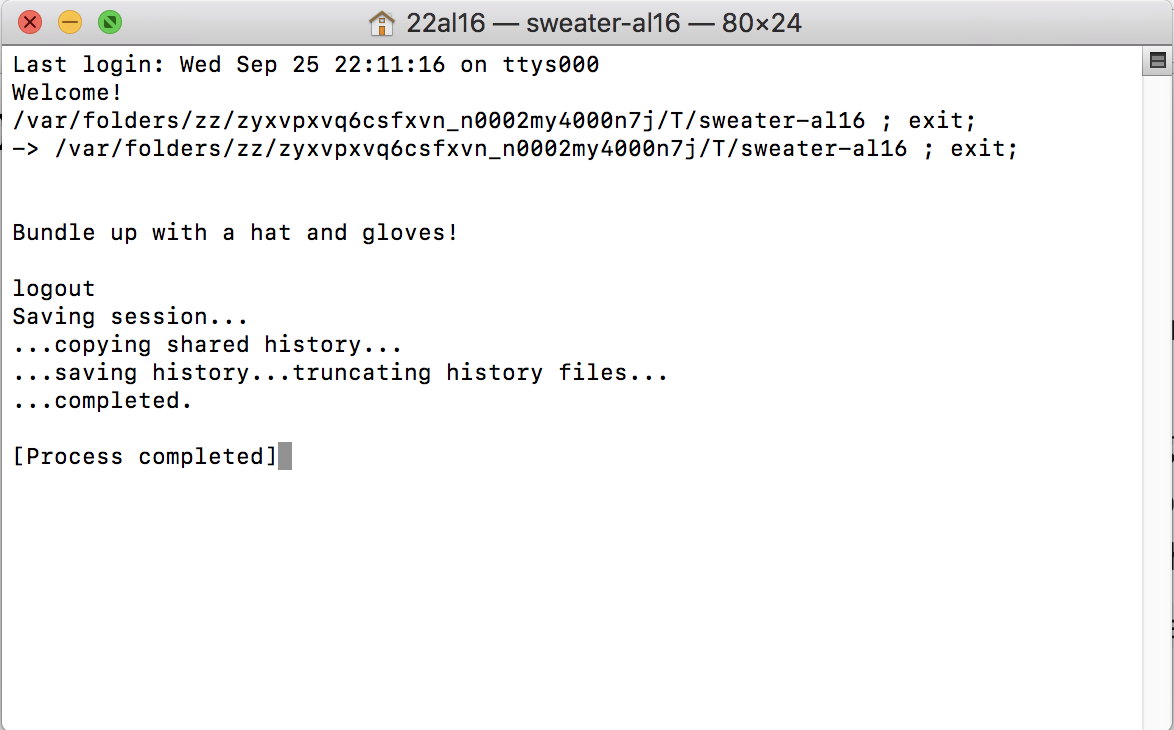 22al16 — sweater-al16 — 80×24
Last login: Wed Sep 25 22:11:16 on ttys000
Welcome!
/var/folders/zz/zyxvpxvq6csfxvn_n0002my4000n7j/T/sweater-al16 ; exit;
-> /var/folders/zz/zyxvpxvq6csfxvn_n0002my4000n7j/T/sweater-al16 ; exit;
Bundle up with a hat and gloves!
logout
Saving session...
...copying shared history...
...saving history...truncating history files...
...completed.
[Process completed]